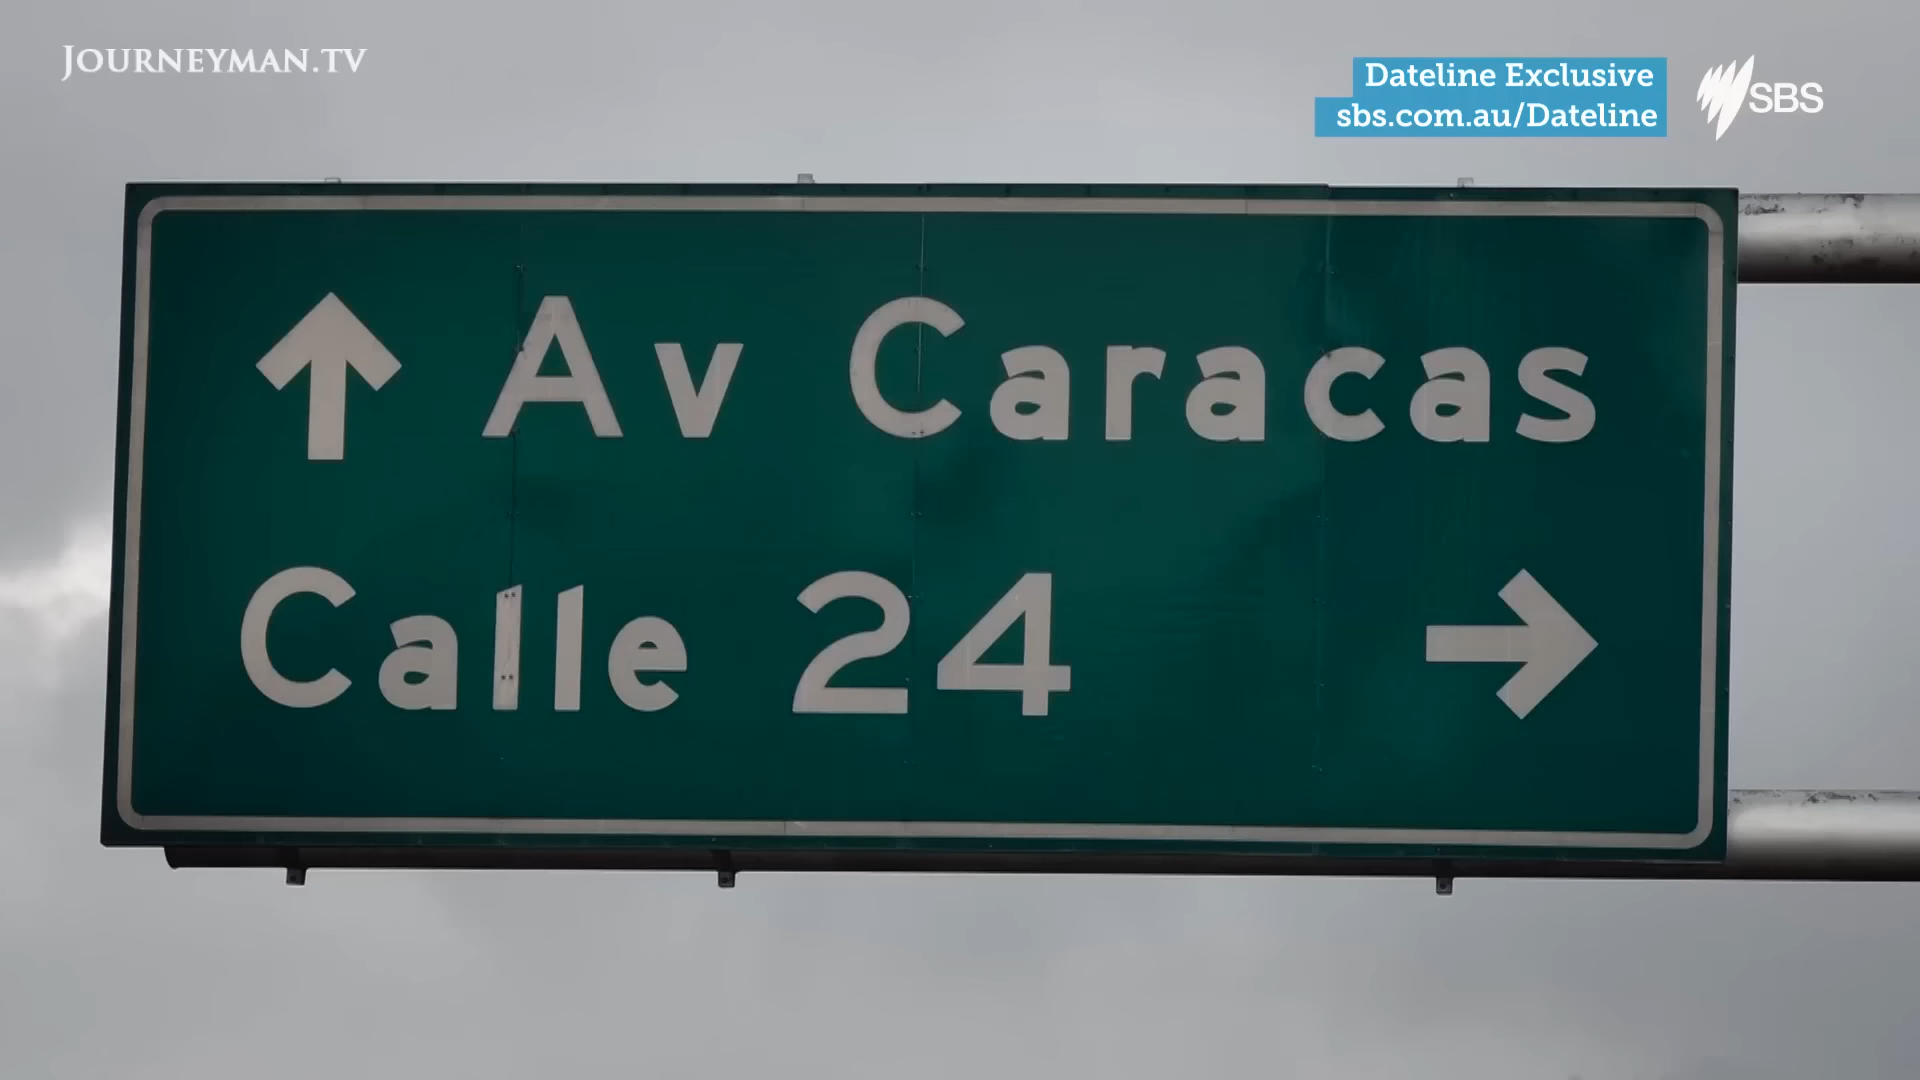 JOURNEYMAN.TV
Dateline Exclusive
sbs.com.au/Dateline
SBS
Av Caracas
Calle 24